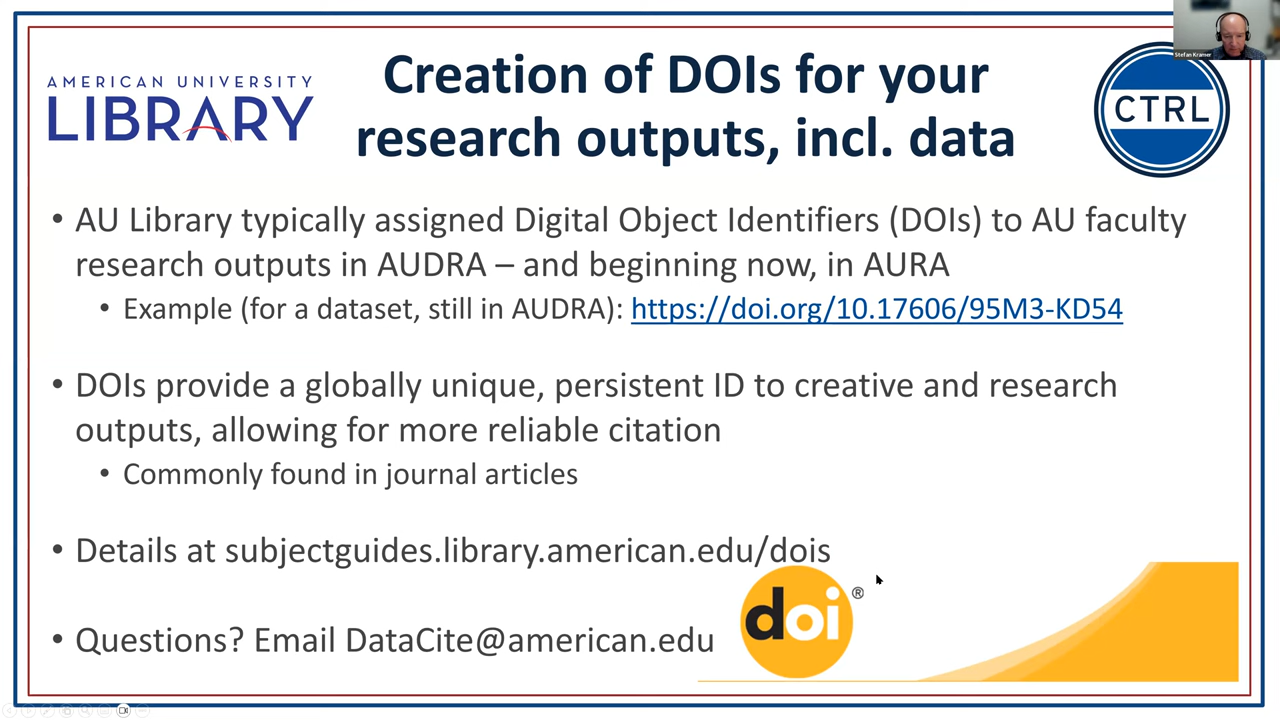 Stefan Kramer
AMERICAN UNIVERSITY
LIBRARY
Creation of DOIs for your
research outputs, incl. data
CTRL
• AU Library typically assigned Digital Object Identifiers (DOIs) to AU faculty
research outputs in AUDRA – and beginning now, in AURA
• Example (for a dataset, still in AUDRA): https://doi.org/10.17606/95M3-KD54
• DOIs provide a globally unique, persistent ID to creative and research
outputs, allowing for more reliable citation
• Commonly found in journal articles
• Details at subjectguides.library.american.edu/dois
doi®
• Questions? Email DataCite@american.edu